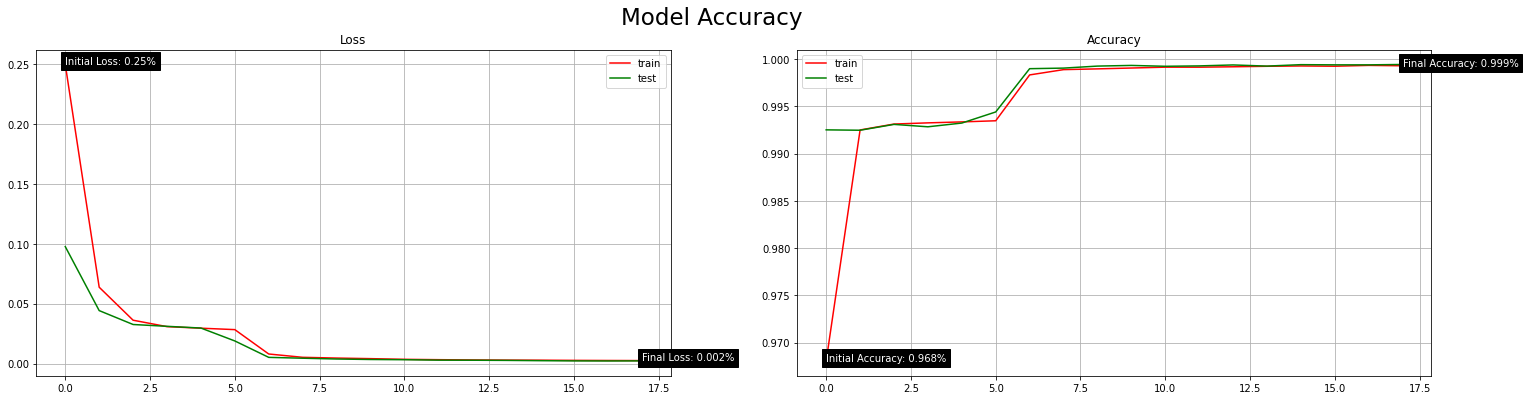 Model Accuracy
Loss
Initial Loss: 0.25%
train
test
0.25
0.20
0.15
0.10
0.05
0.00
Final Loss: 0.002%
0.0 2.5 5.0 7.5 10.0 12.5 15.0 17.5
Accuracy
train
test
Final Accuracy: 0.999%
1.000
0.995
0.990
0.985
0.980
0.975
0.970
Initial Accuracy: 0.968%
0.0 2.5 5.0 7.5 10.0 12.5 15.0 17.5